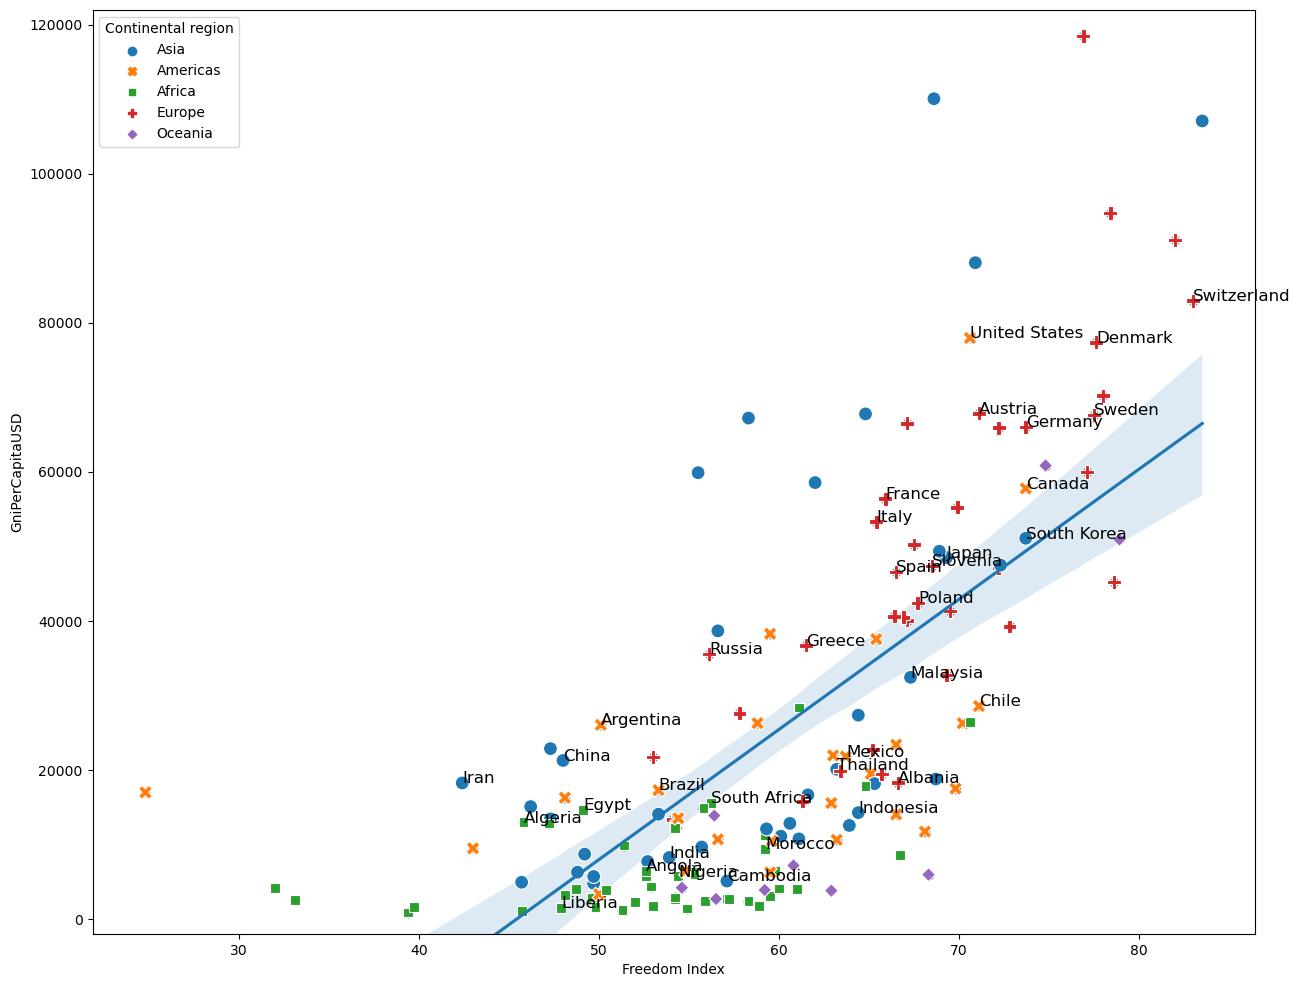 120000
Continental region
Asia
Americas
Africa
Europe
Oceania
100000
80000
60000
40000
20000
0
GniPerCapitaUSD
Switzerland
United States
Denmark
Austria
Sweden
Germany
Canada
France
Italy
South Korea
Japan
Slovenia
Spain
Poland
Greece
Russia
Malaysia
Chile
Argentina
Mexico
China
Thailand
Iran
Albania
Brazil
South Africa
Egypt
Indonesia
Algeria
Morocco
India
Angola
Nigeria
Cambodia
Liberia
30
40
50
60
70
80
Freedom Index